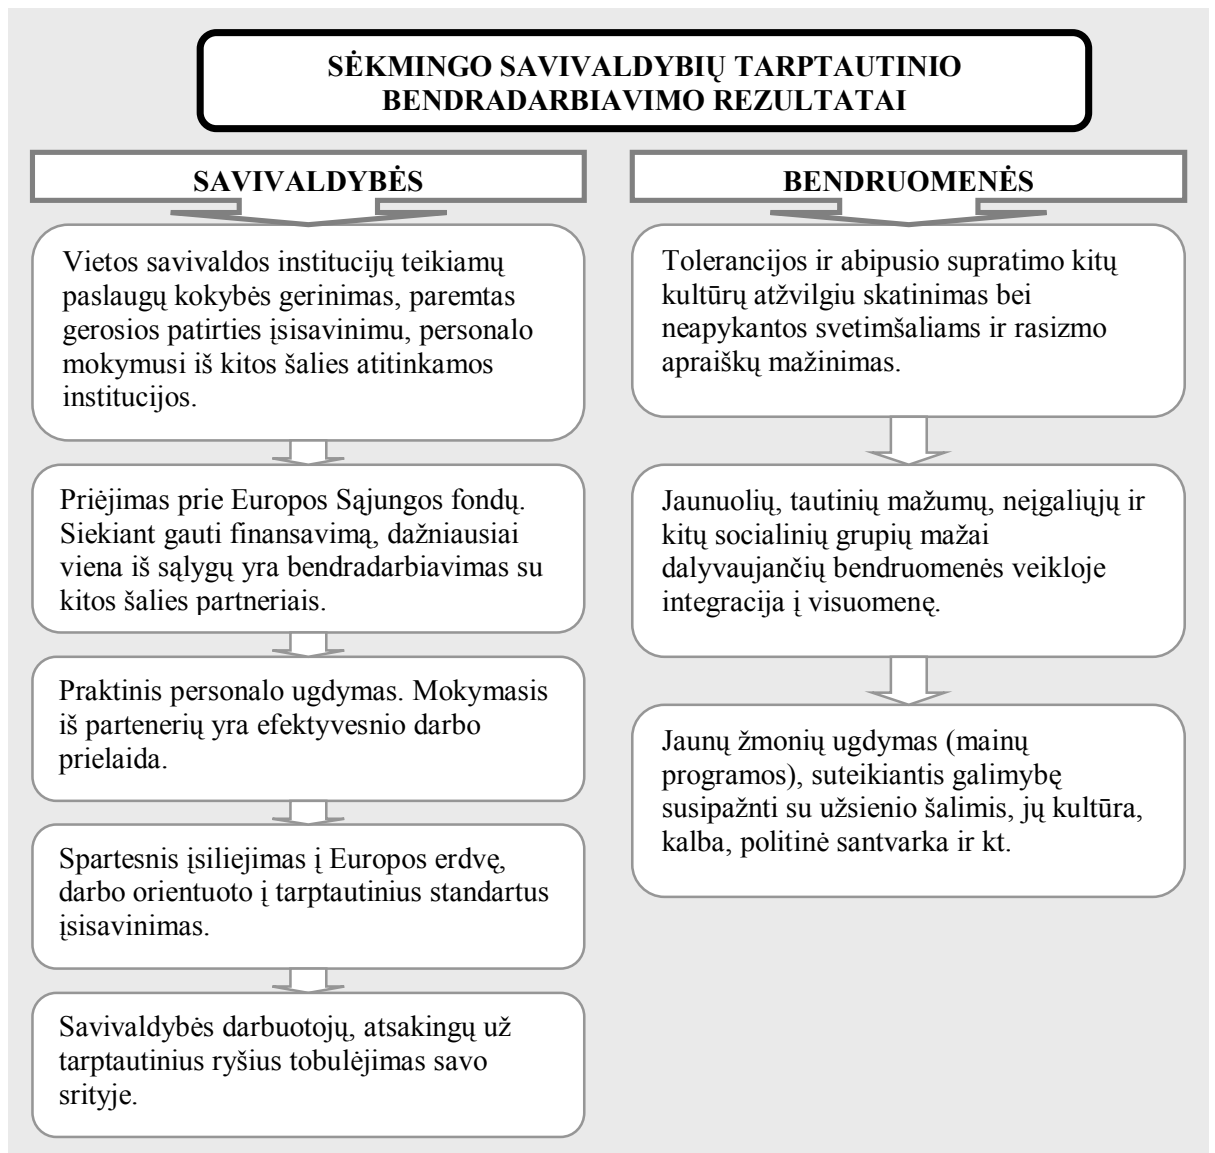 SĖKMINGO SAVIVALDYBIŲ TARPTAUTINIO
BENDRADARBIAVIMO REZULTATAI
SAVIVALDYBĖS
Vietos savivaldos institucijų teikiamų
paslaugų kokybės gerinimas, paremtas
gerosios patirties įsisavinimu, personalo
mokymusi iš kitos šalies atitinkamos
institucijos.
Priėjimas prie Europos Sąjungos fondų.
Siekiant gauti finansavimą, dažniausiai
viena iš sąlygų yra bendradarbiavimas su
kitos šalies partneriais.
Praktinis personalo ugdymas. Mokymasis
iš partenerių yra efektyvesnio darbo
prielaida.
Spartesnis įsiliejimas į Europos erdvę,
darbo orientuoto į tarptautinius standartus
įsisavinimas.
Savivaldybės darbuotojų, atsakingų už
tarptautinius ryšius tobulėjimas savo
srityje.
BENDRUOMENĖS
Tolerancijos ir abipusio supratimo kitų
kultūrų atžvilgiu skatinimas bei
neapykantos svetimšaliams ir rasizmo
apraiškų mažinimas.
Jaunuolių, tautinių mažumų, neįgaliųjų ir
kitų socialinių grupių mažai
dalyvaujančių bendruomenės veikloje
integracija į visuomenę.
Jaunų žmonių ugdymas (mainų
programos), suteikiantis galimybę
susipažnti su užsienio šalimis, jų kultūra,
kalba, politinė santvarka ir kt.